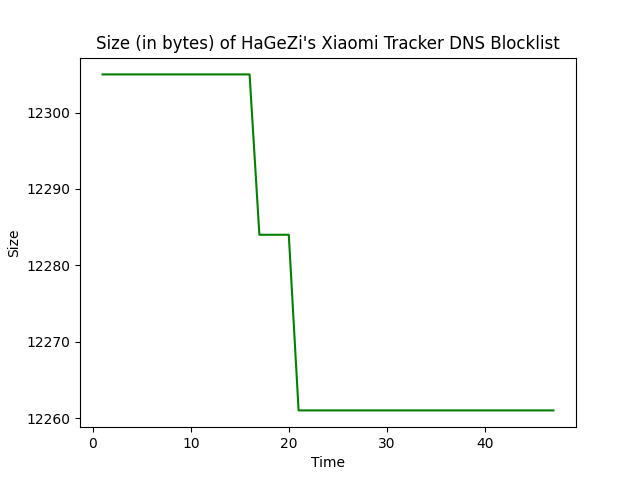 Size (in bytes) of HaGeZi's Xiaomi Tracker DNS Blocklist
12300
12290
12280
12270
12260
Size
0 10 20 30 40
Time